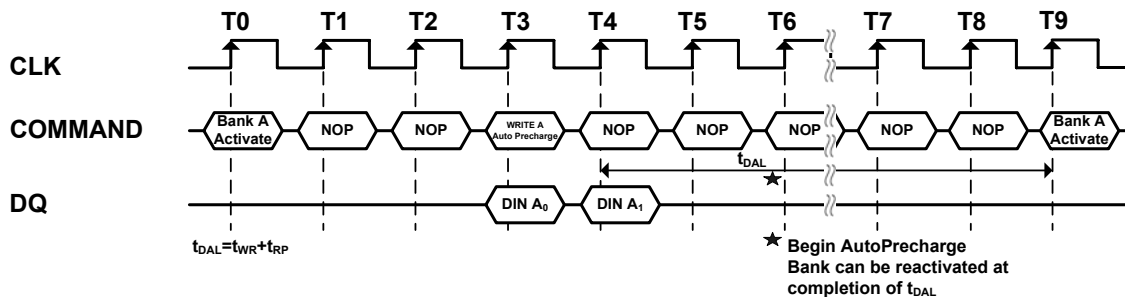 T0 T1 T2 T3 T4 T5 T6 T7 T8 T9
CLK
COMMAND
Bank A
Activate
NOP
NOP
WRITE A
Auto Precharge
NOP
NOP
NOP
NOP
NOP
Bank A
Activate
tDAL
DQ
DIN A0
DIN A1
tDAL=tWR+tRP
★ Begin AutoPrecharge
Bank can be reactivated at
completion of tDAL